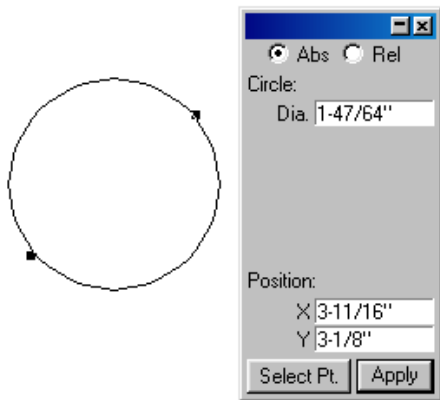 Abs Rel
Circle:
Dia. 1-47/64"
Position:
X 3-11/16"
Y 3-1/8"
Select Pt. Apply